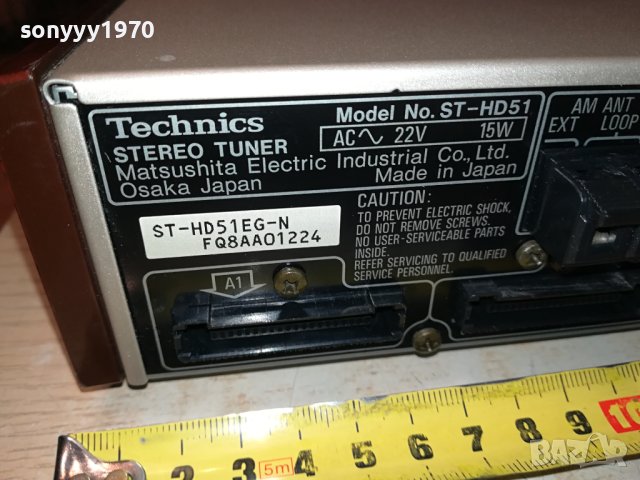 sonyyy1970
Technics
STEREO TUNER
Model No. ST-HD51
AC 22V 15W
Matsushita Electric Industrial Co., Ltd.
Osaka Japan Made in Japan
AM ANT
EXT LOOP
ST-HD51EG-N
FQ8AA01224
CAUTION:
TO PREVENT ELECTRIC SHOCK,
DO NOT REMOVE SCREWS.
NO USER-SERVICEABLE PARTS
INSIDE.
REFER SERVICING TO QUALIFIED
SERVICE PERSONNEL.
A1
2 3 5m 4 5 6 7 8 9 10
BAZAR